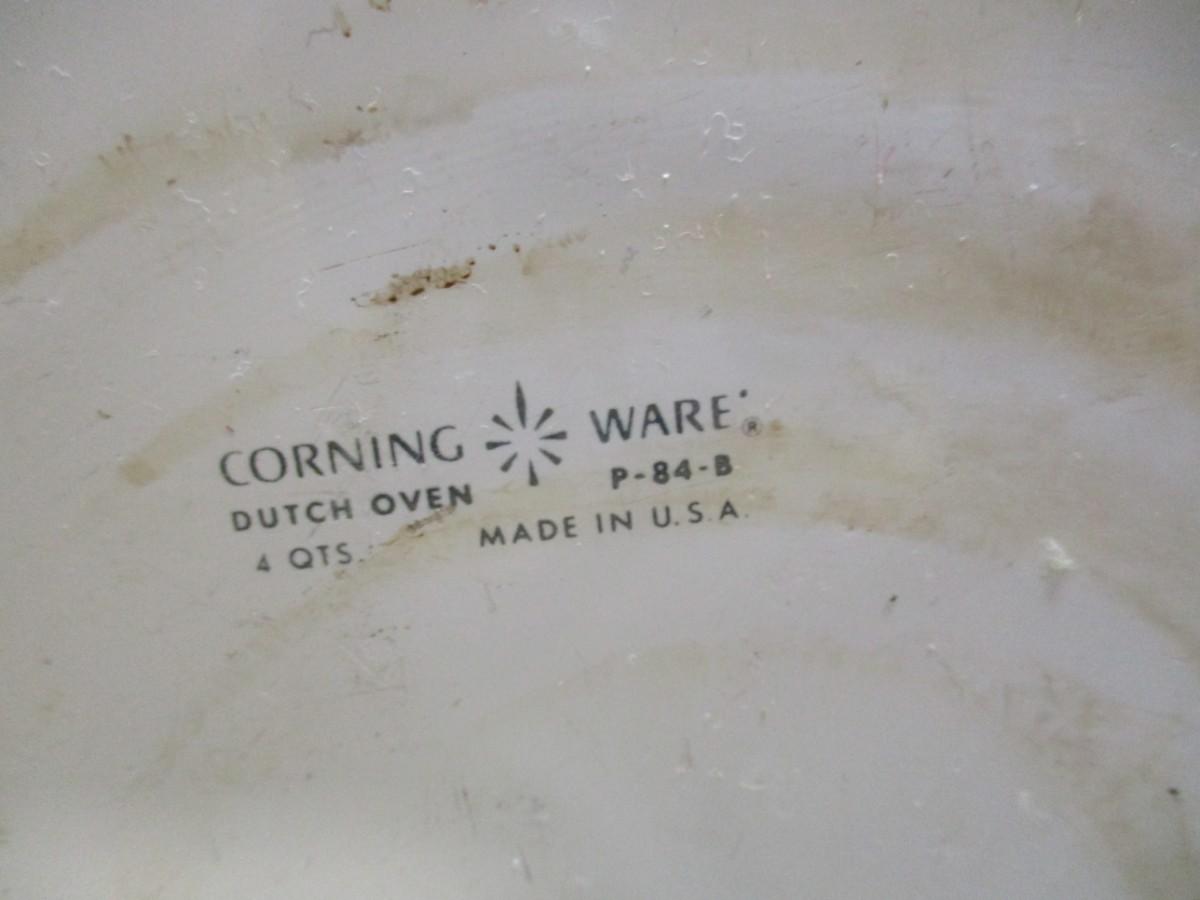 CORNING WARE®
DUTCH OVEN P-84-B
4 QTS. MADE IN U.S.A.